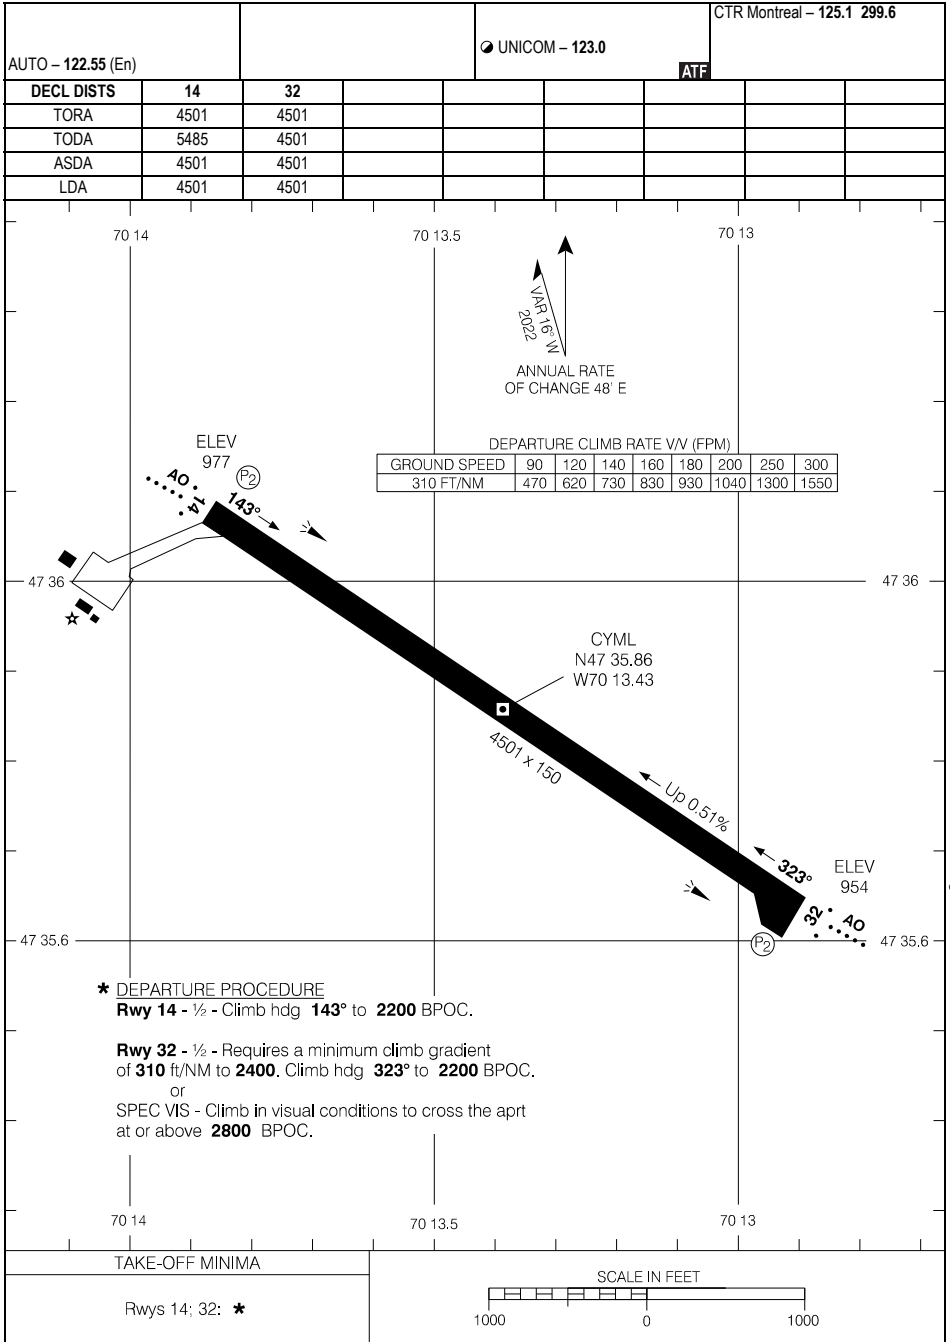 CTR Montreal – 125.1 299.6
UNICOM – 123.0
AUTO – 122.55 (En)
ATF
DECL DISTS 14 32
TORA 4501 4501
TODA 5485 4501
ASDA 4501 4501
LDA 4501 4501
70 14 70 13.5 70 13
VAR 16° W
2022
ANNUAL RATE
OF CHANGE 48' E
DEPARTURE CLIMB RATE V/V (FPM)
GROUND SPEED 90 120 140 160 180 200 250 300
310 FT/NM 470 620 730 830 930 1040 1300 1550
ELEV
977
P2
AO
14
143°
47 36 47 36
CYML
N47 35.86
W70 13.43
4501 x 150
Up 0.51%
323°
ELEV
954
32
AO
P2
47 35.6 47 35.6
* DEPARTURE PROCEDURE
Rwy 14 - ½ - Climb hdg 143° to 2200 BPOC.
Rwy 32 - ½ - Requires a minimum climb gradient
of 310 ft/NM to 2400. Climb hdg 323° to 2200 BPOC.
or
SPEC VIS - Climb in visual conditions to cross the aprt
at or above 2800 BPOC.
70 14 70 13.5 70 13
TAKE-OFF MINIMA
Rwys 14; 32: *
SCALE IN FEET
1000 0 1000